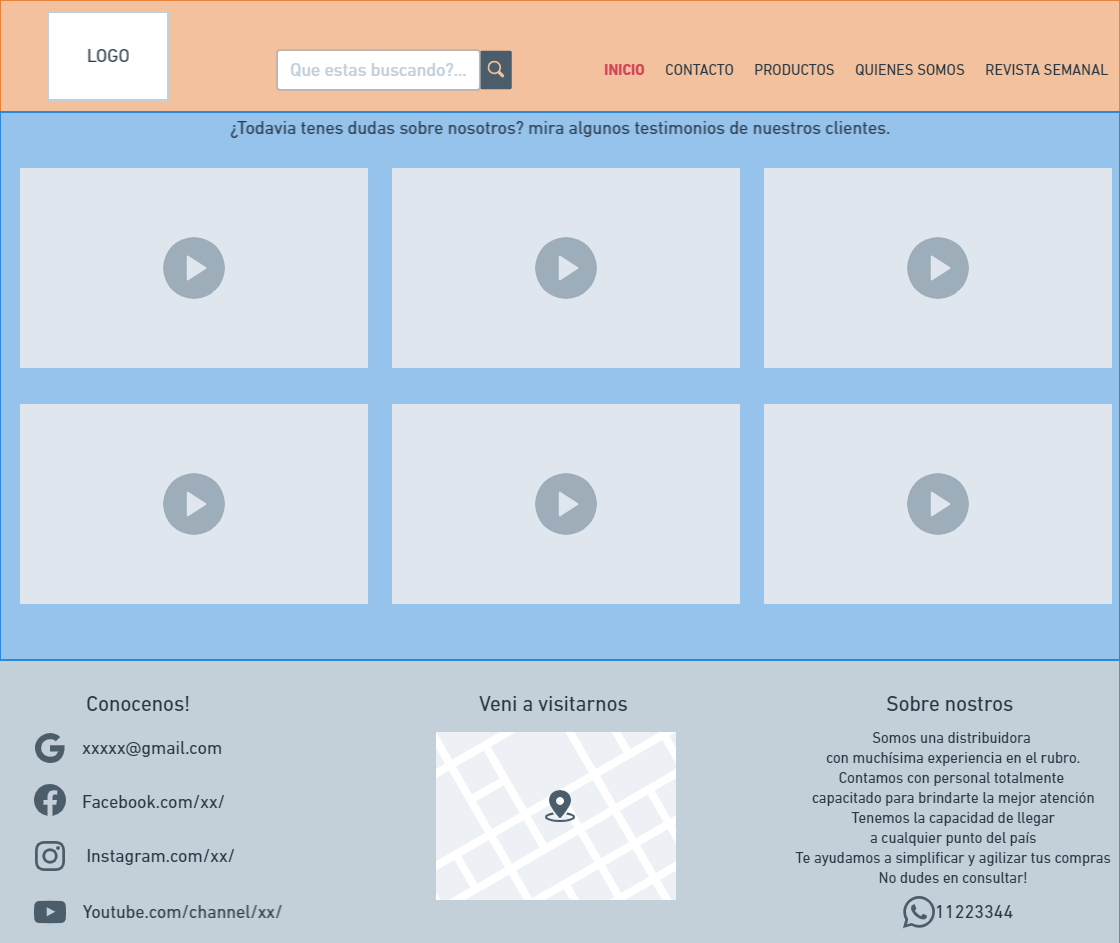 LOGO
Que estas buscando?...
INICIO CONTACTO PRODUCTOS QUIENES SOMOS REVISTA SEMANAL
¿Todavia tenes dudas sobre nosotros? mira algunos testimonios de nuestros clientes.
Conocenos!
xxxxx@gmail.com
Facebook.com/xx/
Instagram.com/xx/
Youtube.com/channel/xx/
Veni a visitarnos
Sobre nostros
Somos una distribuidora
con muchísima experiencia en el rubro.
Contamos con personal totalmente
capacitado para brindarte la mejor atención
Tenemos la capacidad de llegar
a cualquier punto del país
Te ayudamos a simplificar y agilizar tus compras
No dudes en consultar!
11223344